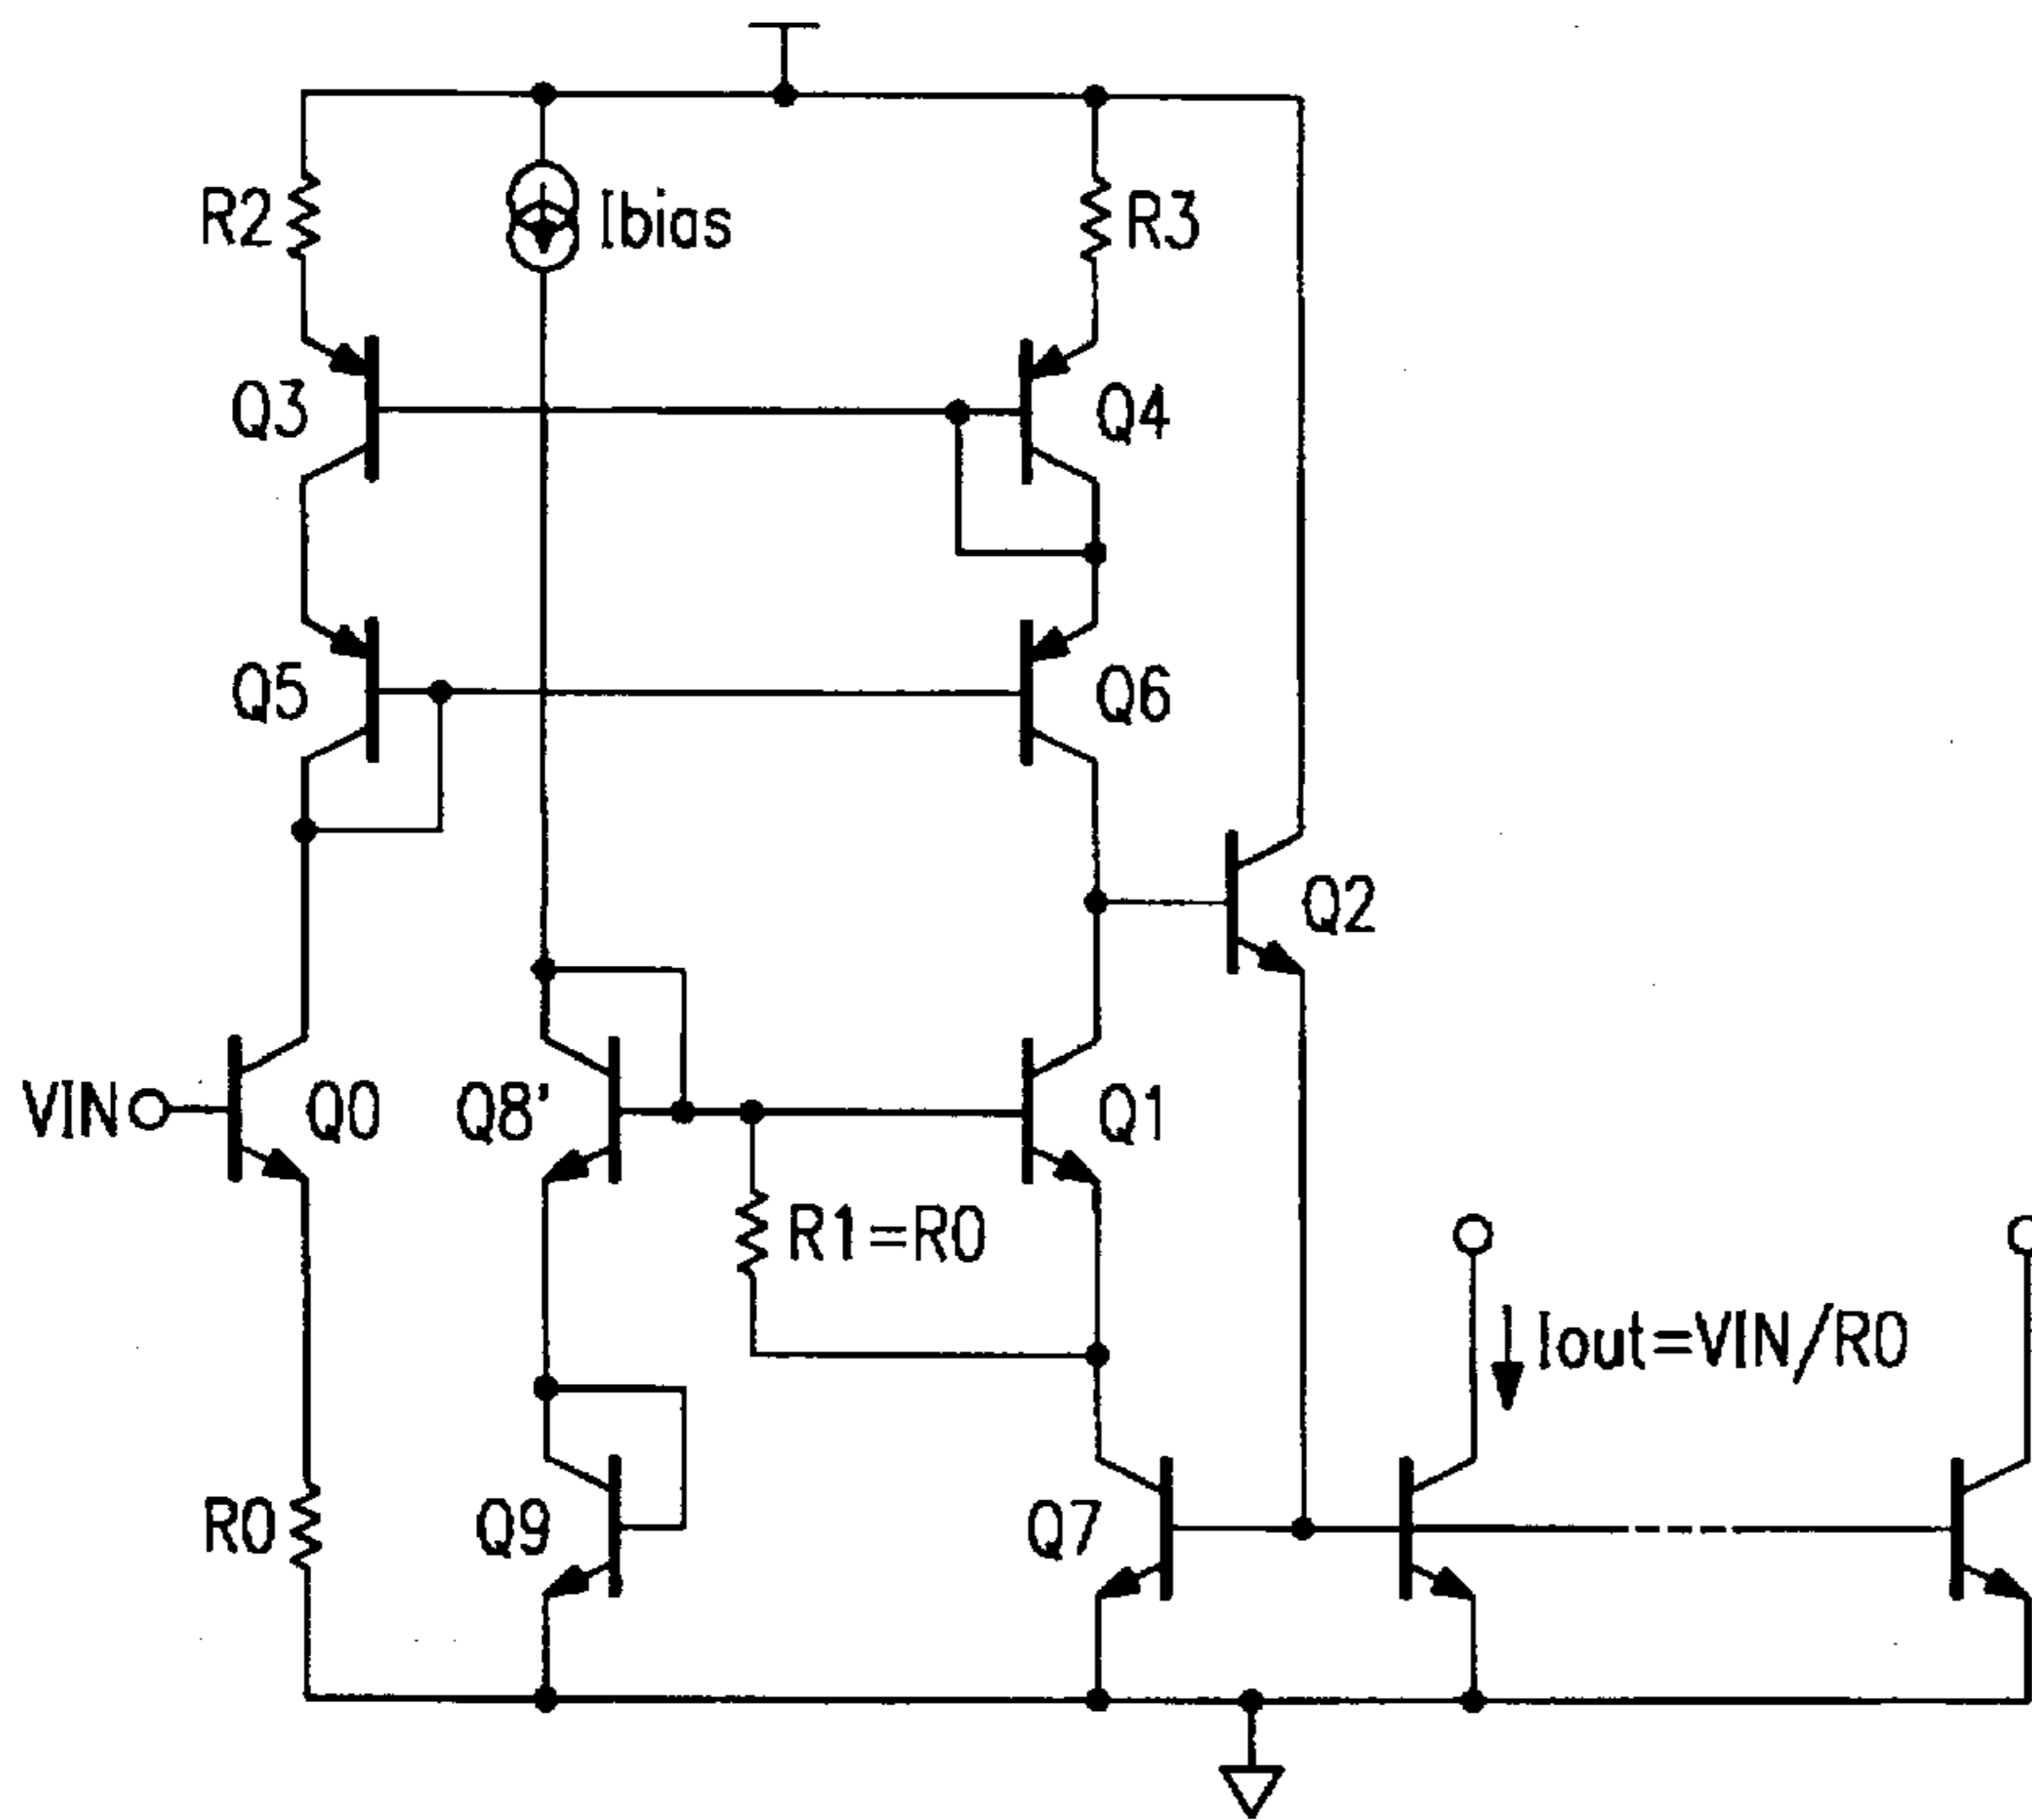 R2
Ibias
R3
Q3
Q4
Q5
Q6
Q2
VIN
Q0
Q8'
Q1
R1=R0
Iout=VIN/R0
R0
Q9
Q7